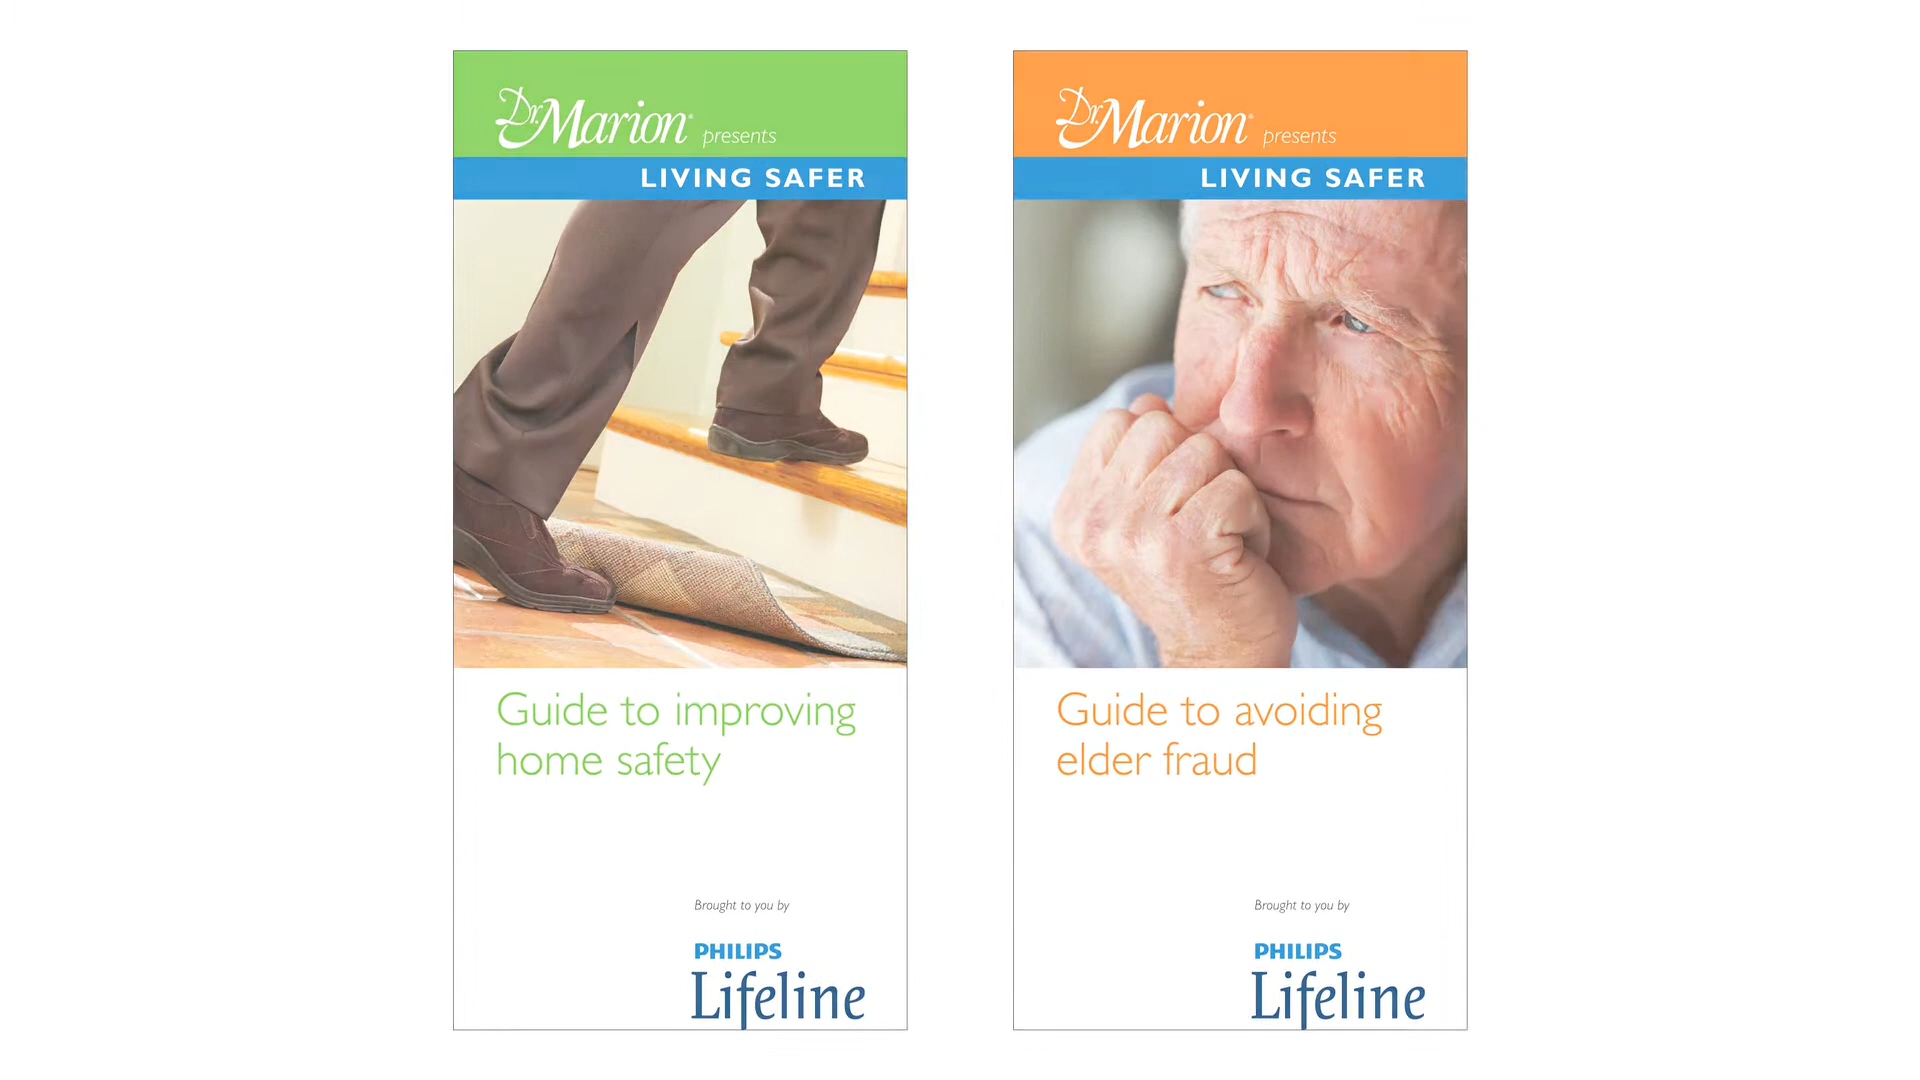 Dr. Marion® presents
LIVING SAFER
Guide to improving
home safety
Brought to you by
PHILIPS
Lifeline
Dr. Marion® presents
LIVING SAFER
Guide to avoiding
elder fraud
Brought to you by
PHILIPS
Lifeline